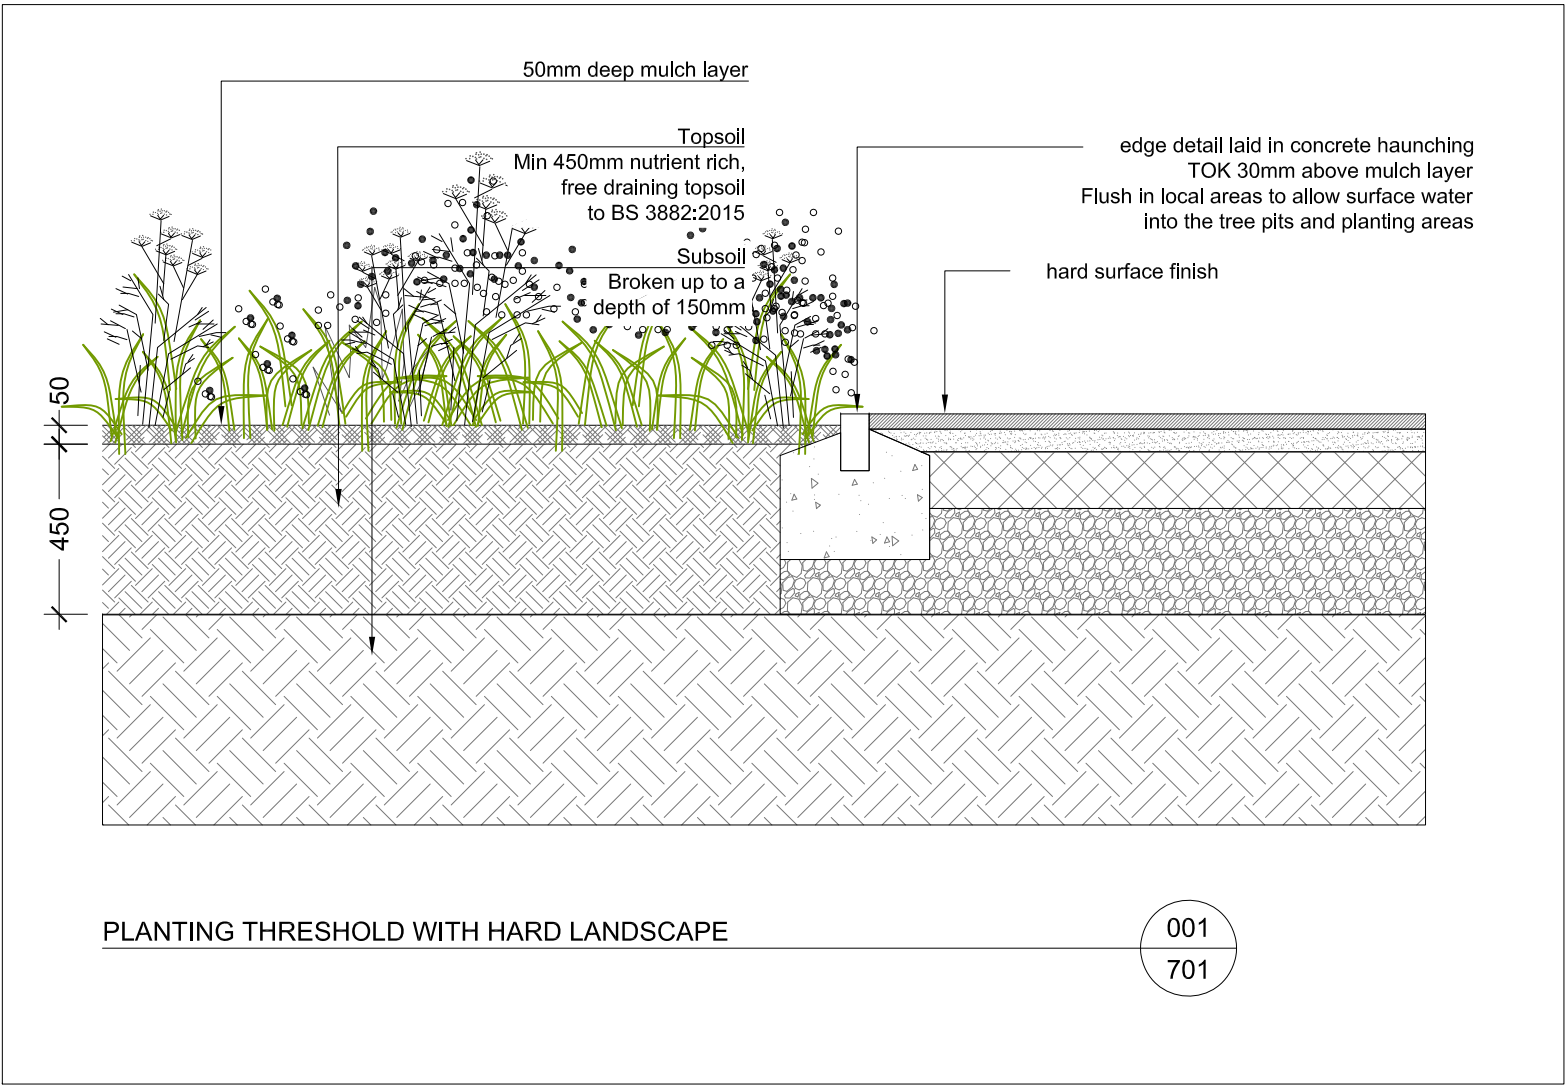 50mm deep mulch layer
Topsoil
Min 450mm nutrient rich,
free draining topsoil
to BS 3882:2015
Subsoil
Broken up to a
depth of 150mm
edge detail laid in concrete haunching
TOK 30mm above mulch layer
Flush in local areas to allow surface water
into the tree pits and planting areas
hard surface finish
50
450
PLANTING THRESHOLD WITH HARD LANDSCAPE
001
701